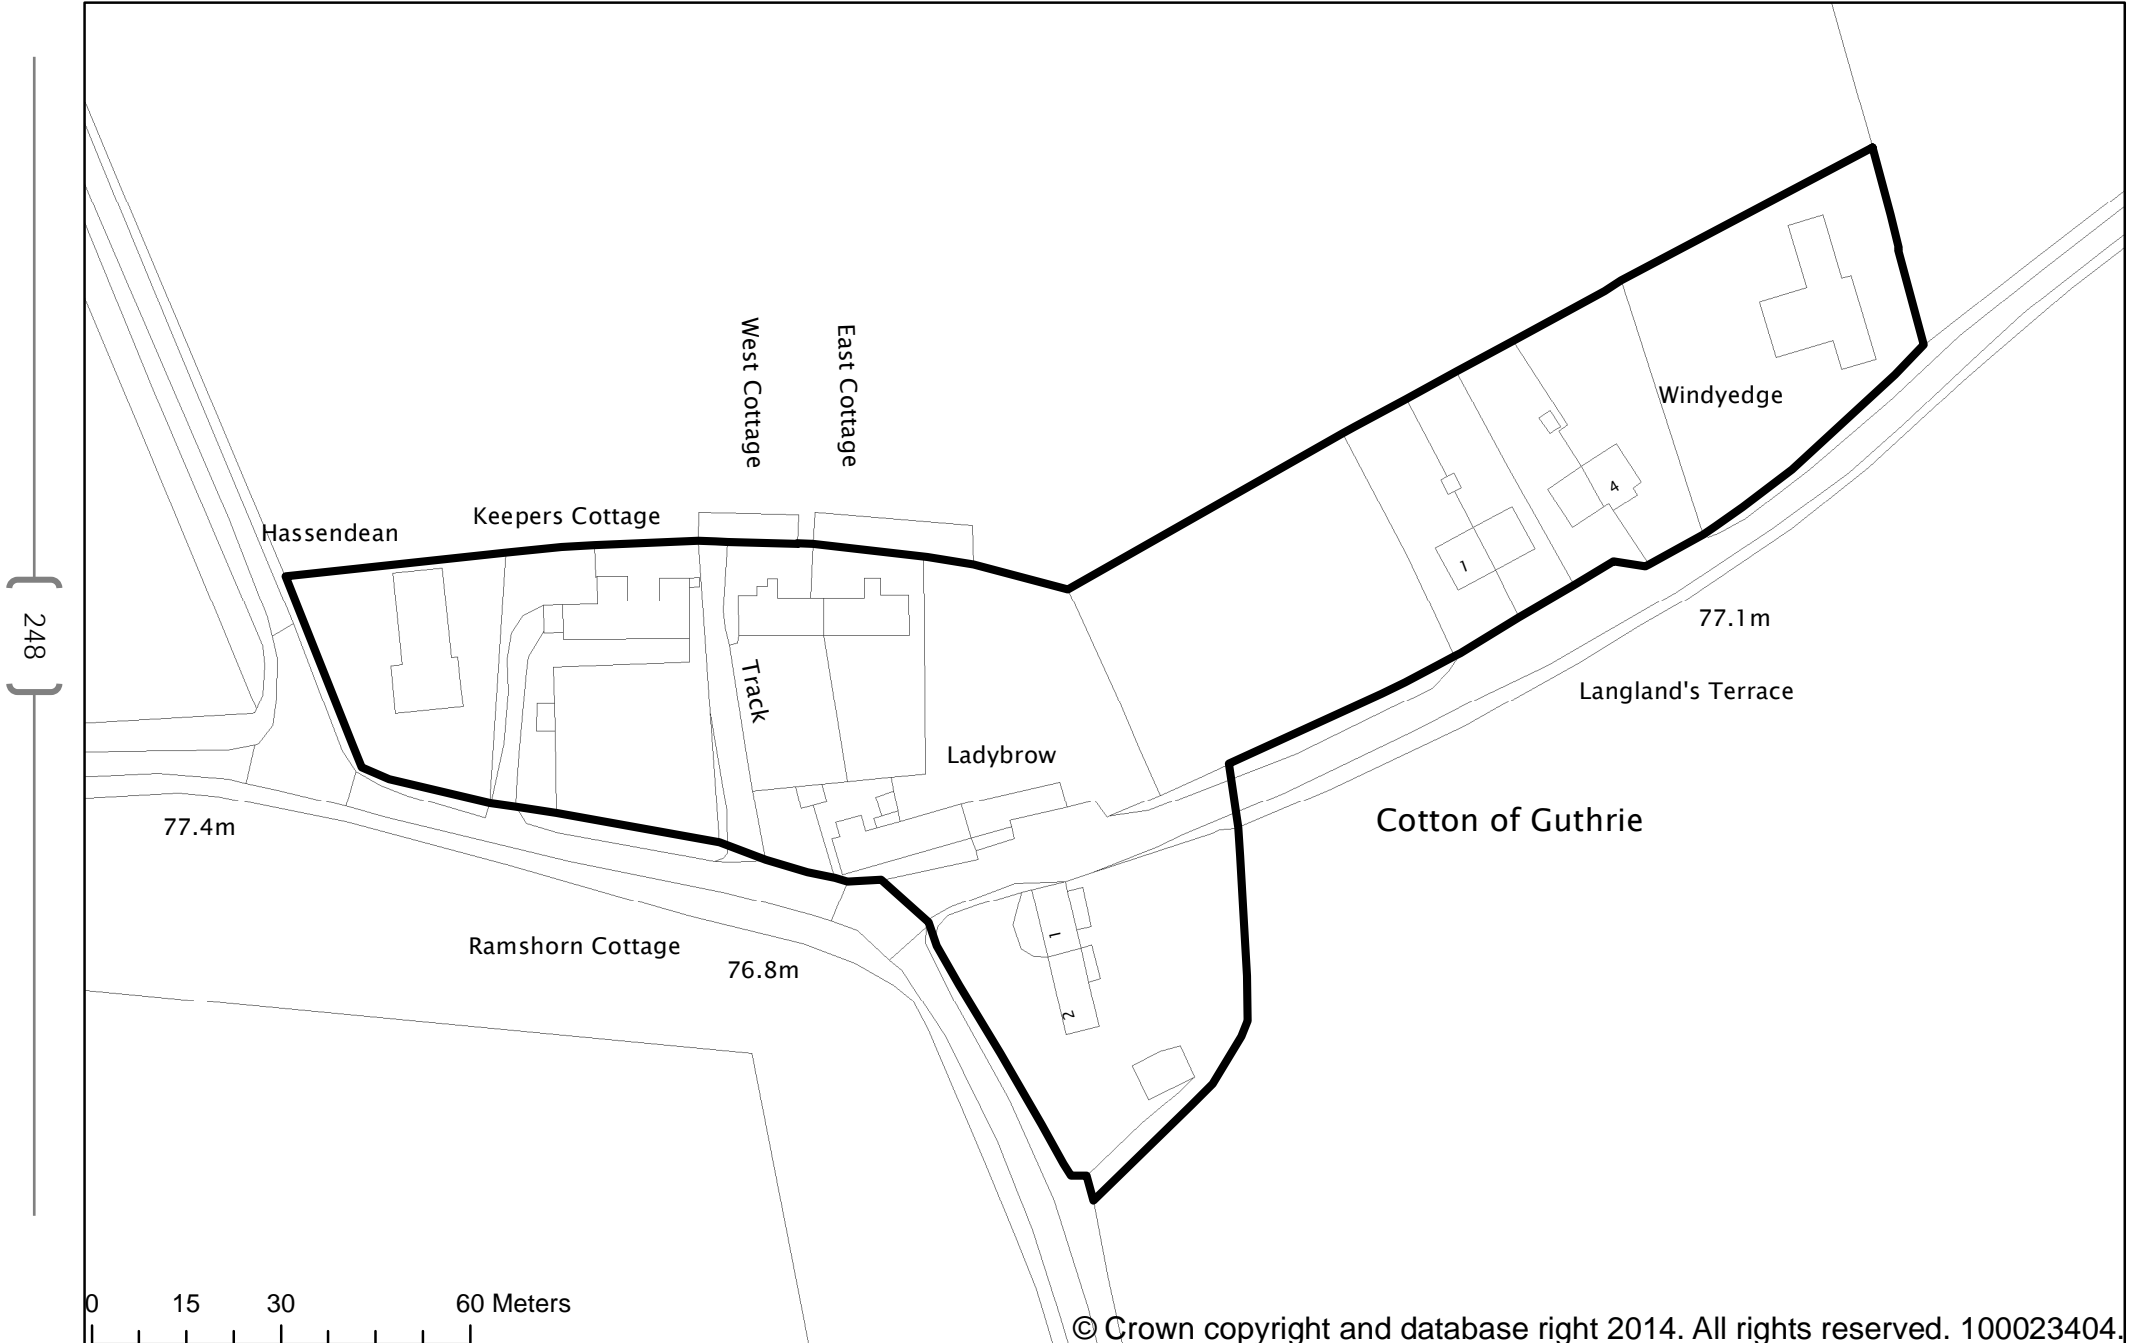 West Cottage
East Cottage
Windyedge
4
Hassendean
Keepers Cottage
1
77.1m
248
Track
Langland's Terrace
Ladybrow
77.4m
Cotton of Guthrie
Ramshorn Cottage
76.8m
1
2
0 15 30 60 Meters
© Crown copyright and database right 2014. All rights reserved. 100023404.